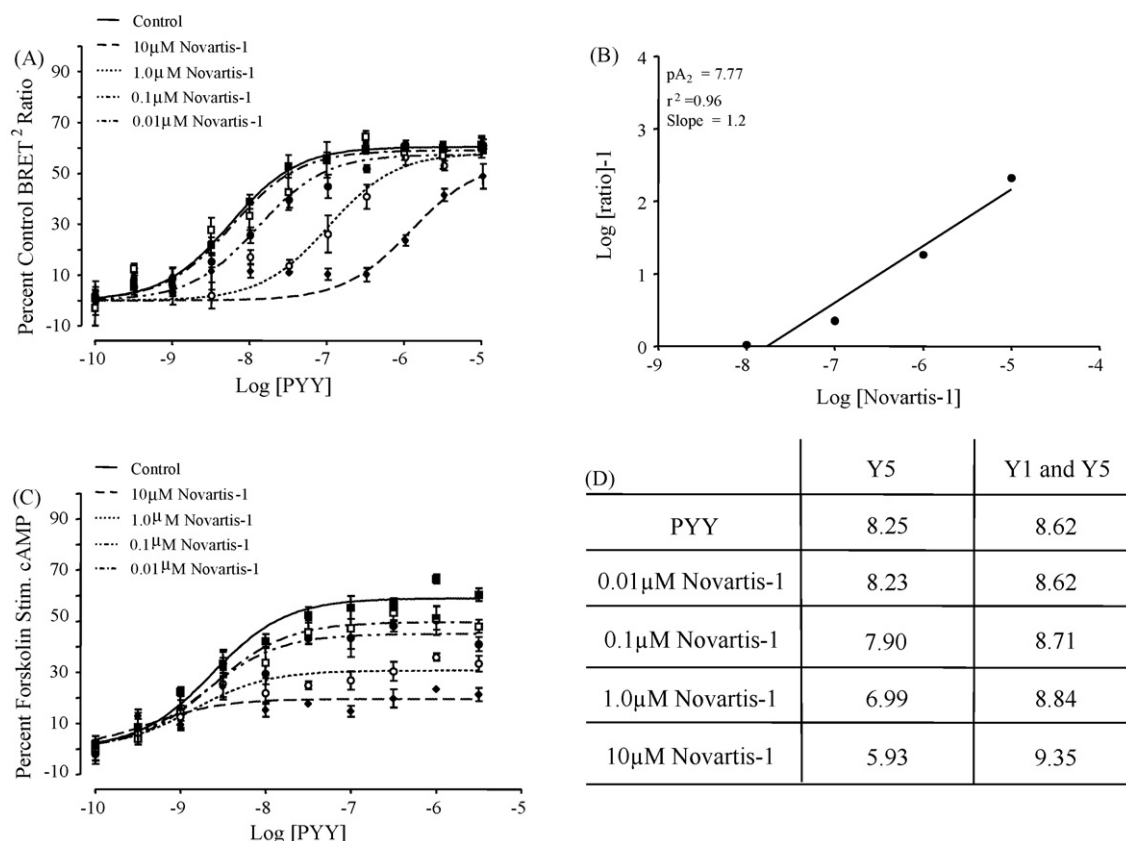 (A)
Control
10μM Novartis-1
1.0μM Novartis-1
0.1μM Novartis-1
0.01μM Novartis-1
Percent Control BRET² Ratio
90
70
50
30
10
-10
-10 -9 -8 -7 -6 -5
Log [PYY]
(B)
pA₂ = 7.77
r² =0.96
Slope = 1.2
Log [ratio]-1
4
3
2
1
0
-9 -8 -7 -6 -5 -4
Log [Novartis-1]
(C)
Control
10μM Novartis-1
1.0μM Novartis-1
0.1μM Novartis-1
0.01μM Novartis-1
Percent Forskolin Stim. cAMP
90
70
50
30
10
-10
-10 -9 -8 -7 -6 -5
Log [PYY]
(D)
Y5 Y1 and Y5
PYY 8.25 8.62
0.01μM Novartis-1 8.23 8.62
0.1μM Novartis-1 7.90 8.71
1.0μM Novartis-1 6.99 8.84
10μM Novartis-1 5.93 9.35